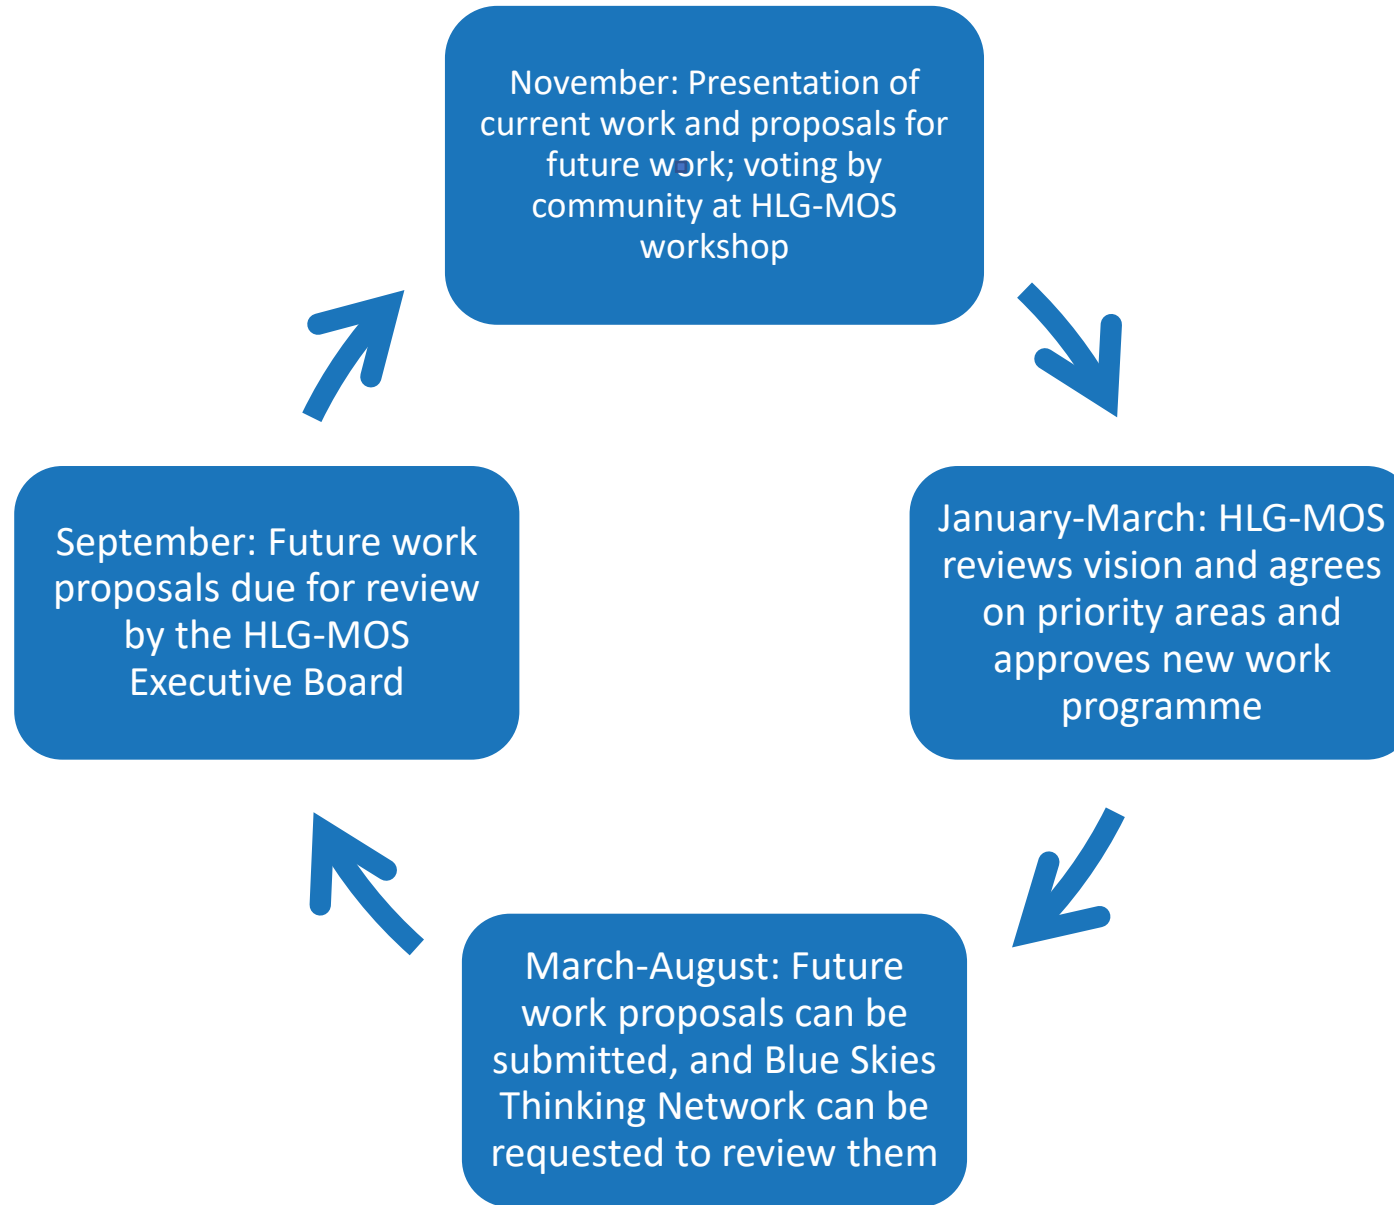 November: Presentation of
current work and proposals for
future work; voting by
community at HLG-MOS
workshop
January-March: HLG-MOS
reviews vision and agrees
on priority areas and
approves new work
programme
March-August: Future
work proposals can be
submitted, and Blue Skies
Thinking Network can be
requested to review them
September: Future work
proposals due for review
by the HLG-MOS
Executive Board